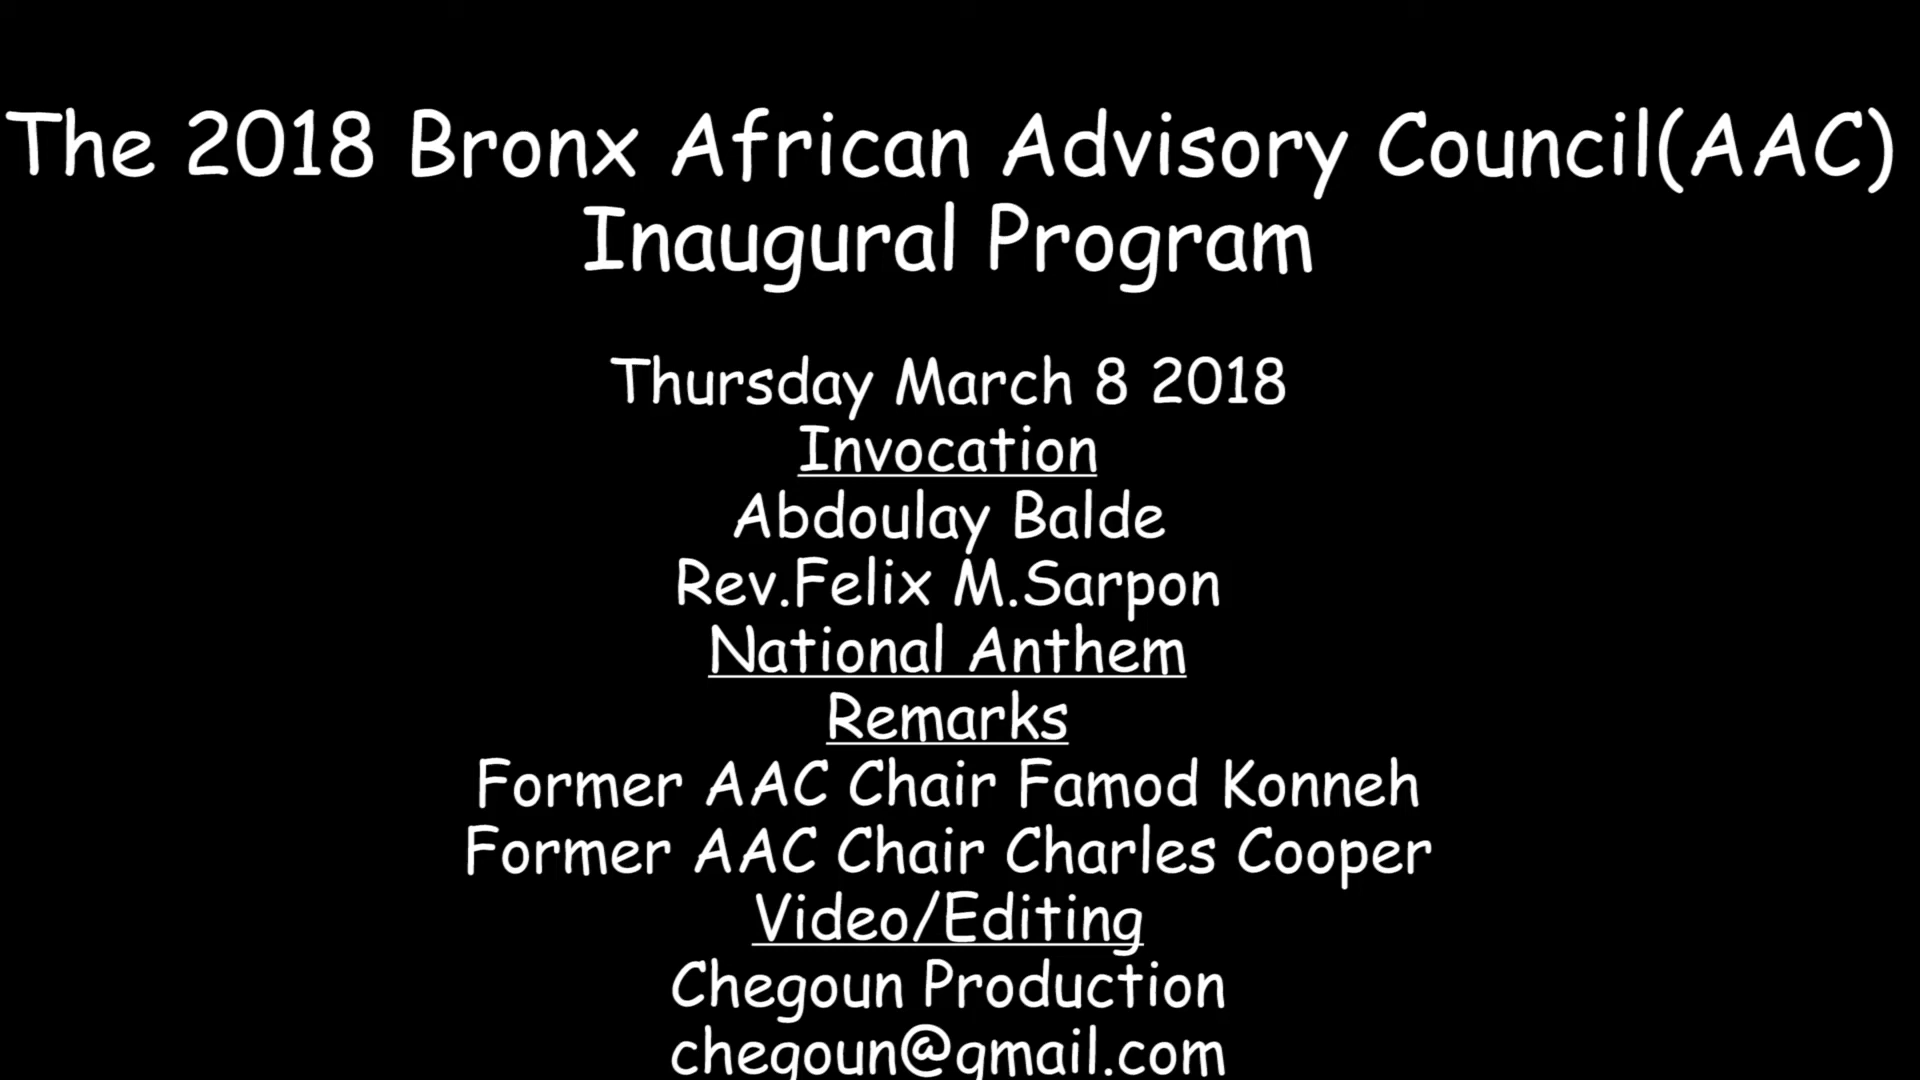 The 2018 Bronx African Advisory Council(AAC)
Inaugural Program
Thursday March 8 2018
Invocation
Abdoulay Balde
Rev.Felix M.Sarpon
National Anthem
Remarks
Former AAC Chair Famod Konneh
Former AAC Chair Charles Cooper
Video/Editing
Chegoun Production
chegoun@gmail.com